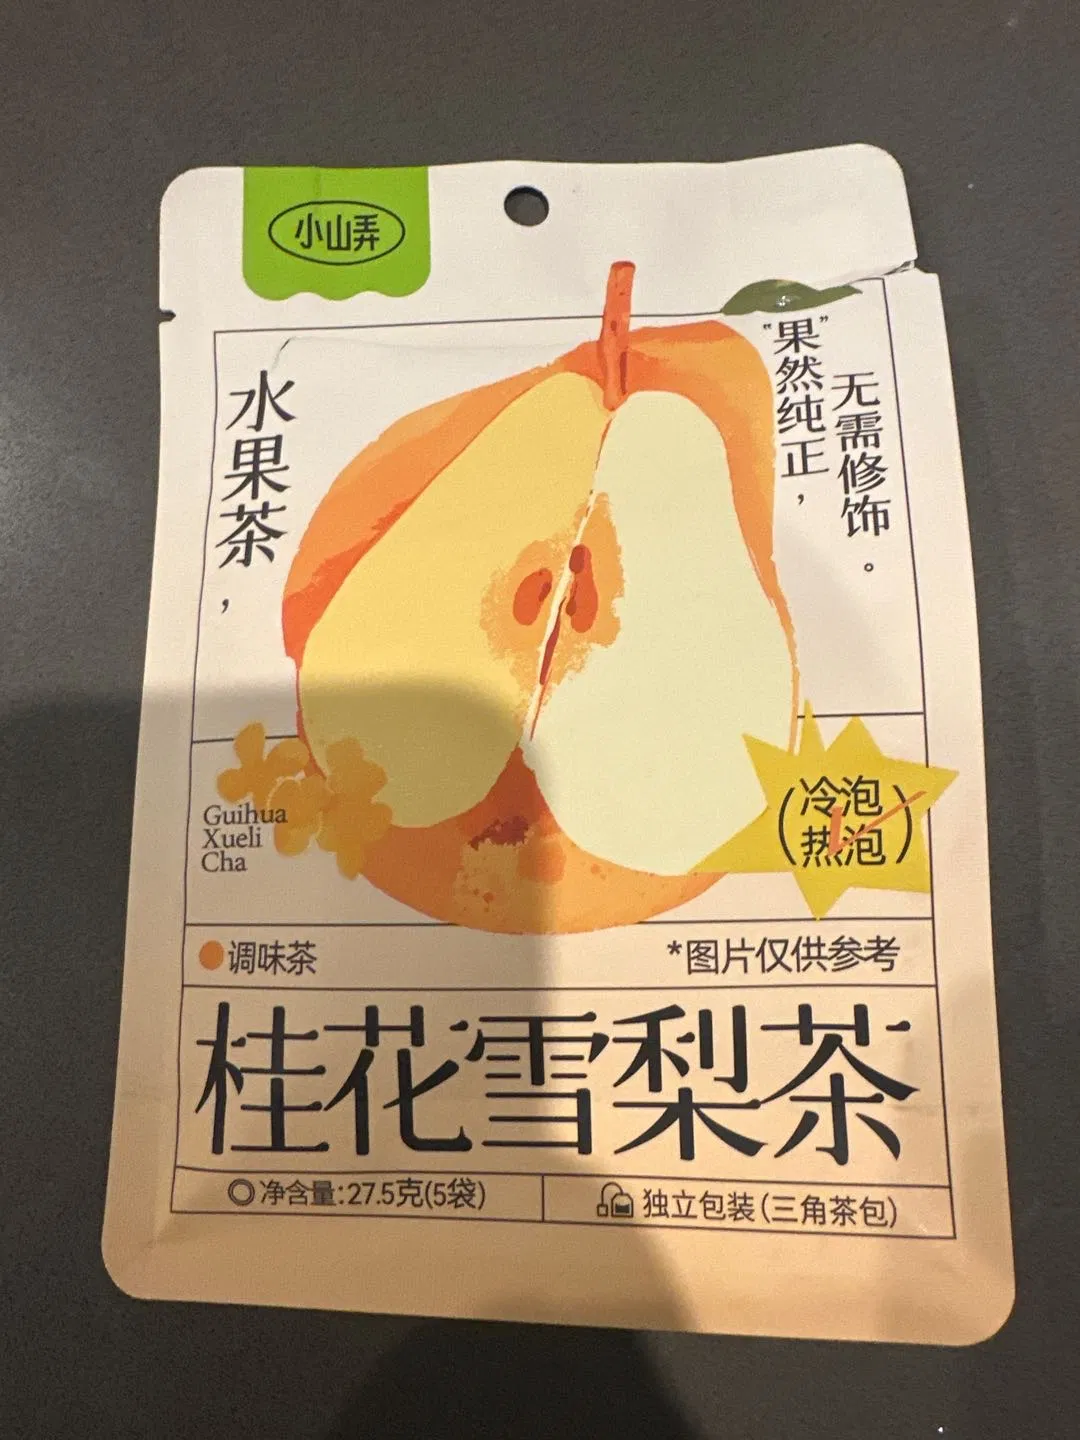 小山弄
水果茶，
“果然纯正，
无需修饰。
Guihua
Xueli
Cha
（冷泡
热泡）
调味茶
*图片仅供参考
桂花雪梨茶
净含量:27.5克(5袋)
独立包装(三角茶包)